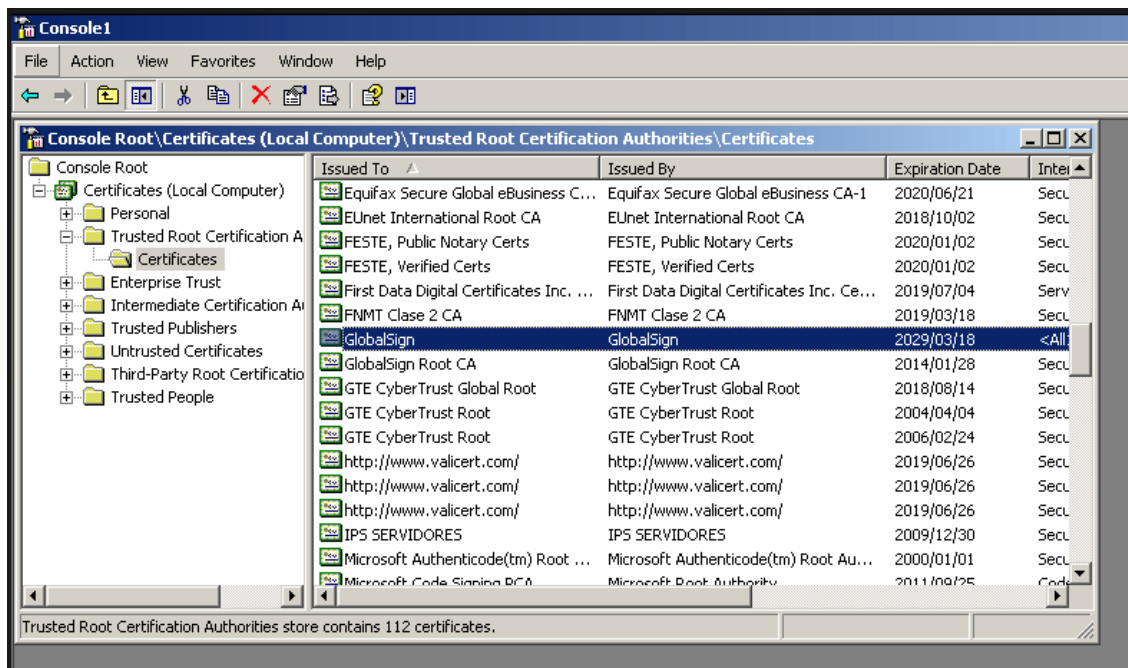 Console1
File Action View Favorites Window Help
Console Root\Certificates (Local Computer)\Trusted Root Certification Authorities\Certificates
Console Root
Certificates (Local Computer)
Personal
Trusted Root Certification A
Certificates
Enterprise Trust
Intermediate Certification A
Trusted Publishers
Untrusted Certificates
Third-Party Root Certificatio
Trusted People
Issued To Issued By Expiration Date Inte
Equifax Secure Global eBusiness C... Equifax Secure Global eBusiness CA-1 2020/06/21 Secu
EUnet International Root CA EUnet International Root CA 2018/10/02 Secu
FESTE, Public Notary Certs FESTE, Public Notary Certs 2020/01/02 Secu
FESTE, Verified Certs FESTE, Verified Certs 2020/01/02 Secu
First Data Digital Certificates Inc. ... First Data Digital Certificates Inc. Ce... 2019/07/04 Serv
FNMT Clase 2 CA FNMT Clase 2 CA 2019/03/18 Secu
GlobalSign GlobalSign 2029/03/18 <All
GlobalSign Root CA GlobalSign Root CA 2014/01/28 Secu
GTE CyberTrust Global Root GTE CyberTrust Global Root 2018/08/14 Secu
GTE CyberTrust Root GTE CyberTrust Root 2004/04/04 Secu
GTE CyberTrust Root GTE CyberTrust Root 2006/02/24 Secu
http://www.valicert.com/ http://www.valicert.com/ 2019/06/26 Secu
http://www.valicert.com/ http://www.valicert.com/ 2019/06/26 Secu
http://www.valicert.com/ http://www.valicert.com/ 2019/06/26 Secu
IPS SERVIDORES IPS SERVIDORES 2009/12/30 Secu
Microsoft Authenticode(tm) Root ... Microsoft Authenticode(tm) Root Au... 2000/01/01 Secu
Microsoft Code Signing PCA Microsoft Root Authority 2011/09/25 Code
Trusted Root Certification Authorities store contains 112 certificates.